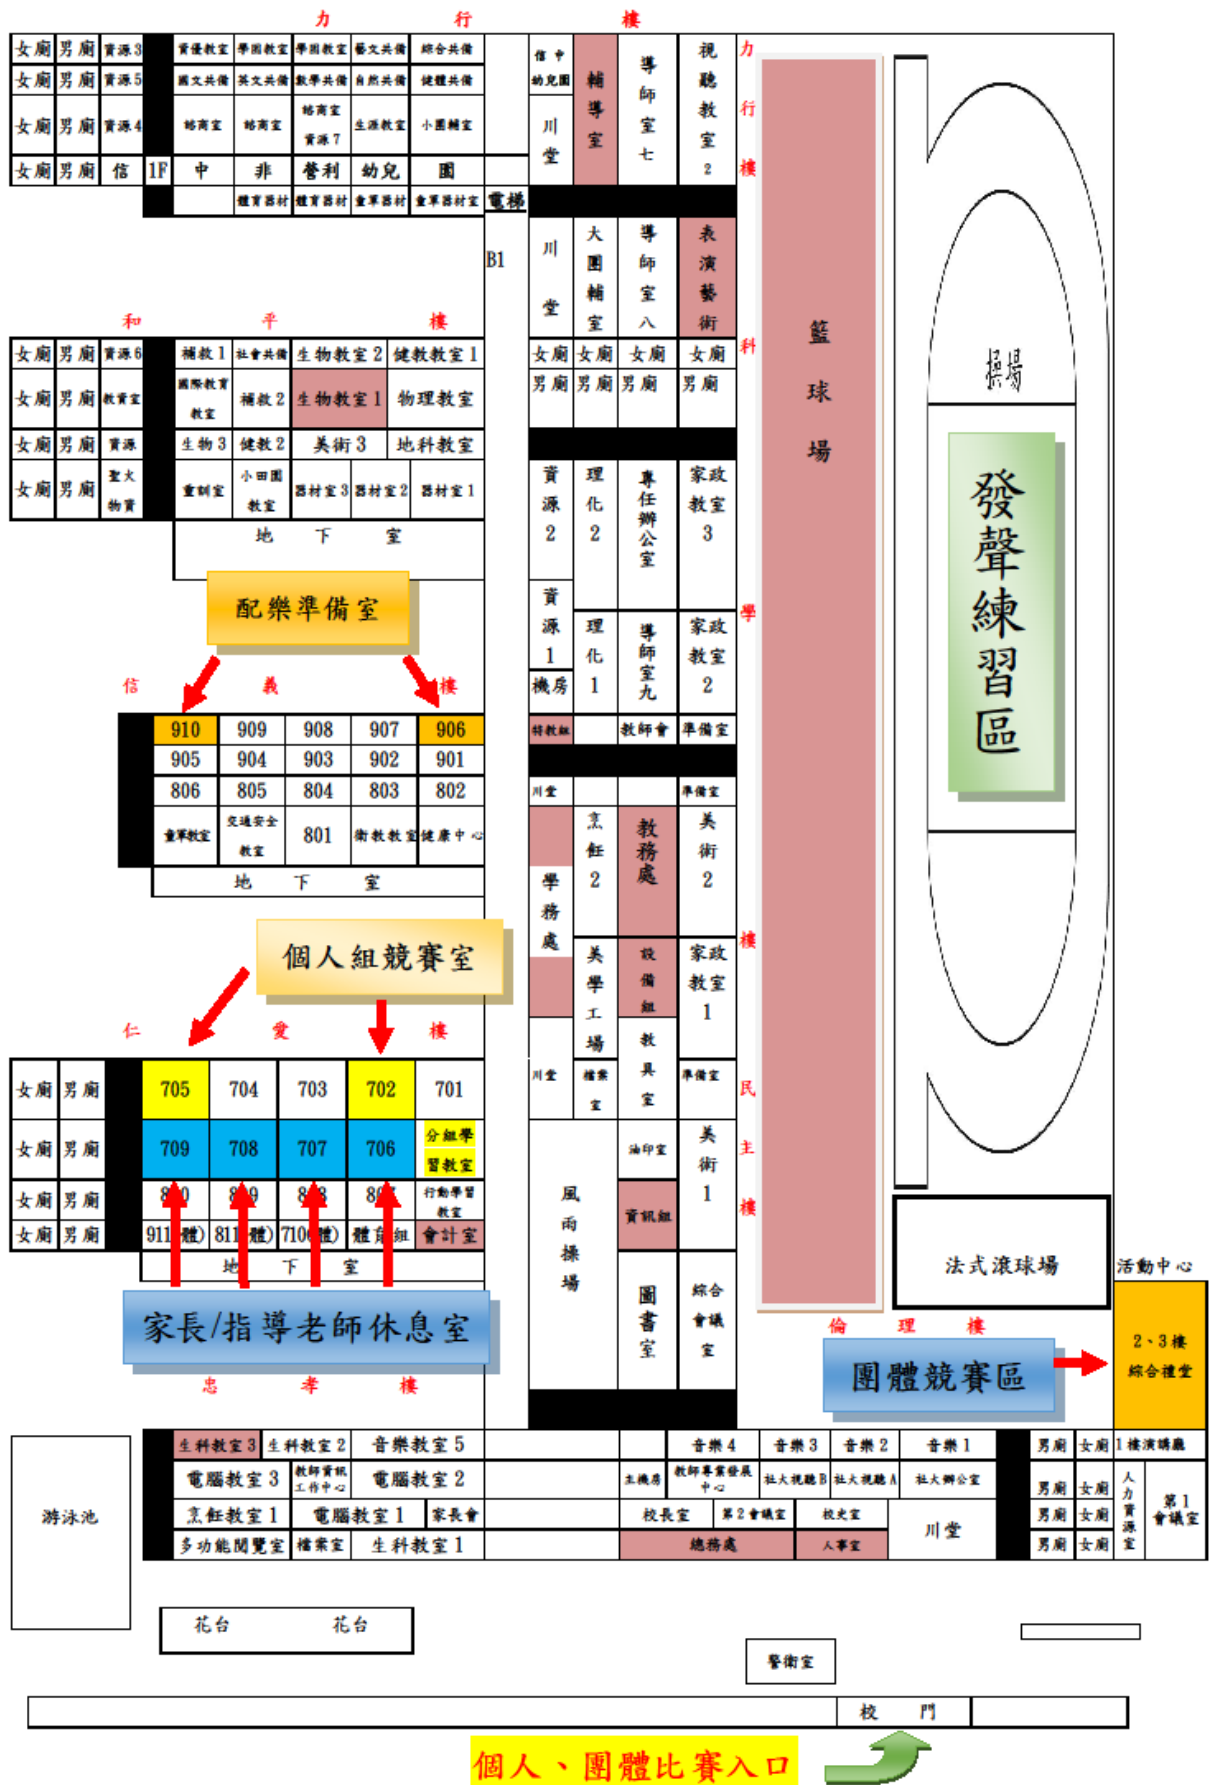 力 行 樓
女廁 男廁 資源3 資優教室 學困教室 學困教室 藝文共備 綜合共備
女廁 男廁 資源5 國文共備 英文共備 數學共備 自然共備 健體共備
女廁 男廁 資源4 諮商室 諮商室 諮商室資源7 生涯教室 小團輔室
女廁 男廁 信 1F 中 非 營利 幼兒 園
體育器材 體育器材 童軍器材 童軍器材室 電梯
B1
信中幼兒園 川堂
輔導室
導師室七
視聽教室2
川堂
大團輔室
導師室八
表演藝術
女廁 女廁 女廁 女廁
男廁 男廁 男廁 男廁
力行樓
科學樓
民主樓
籃球場
操場
發聲練習區
和 平 樓
女廁 男廁 資源6 補救1 社會共備 生物教室2 健教教室1
女廁 男廁 教資室 國際教育教室 補救2 生物教室1 物理教室
女廁 男廁 資源 生物3 健教2 美術3 地科教室
女廁 男廁 聖火物資 重訓室 小田園教室 器材室3 器材室2 器材室1
地 下 室
資源2
理化2
專任辦公室
家政教室3
資源1
理化1
導師室九
家政教室2
機房
特教組 教師會 準備室
配樂準備室
信 義 樓
910 909 908 907 906
905 904 903 902 901
806 805 804 803 802
童軍教室 交通安全教室 801 衛教教室 健康中心
地 下 室
川堂 準備室
學務處
烹飪2
教務處
美術2
美學工場
設備組
家政教室1
教具室
川堂 檔案室 準備室
個人組競賽室
仁 愛 樓
女廁 男廁 705 704 703 702 701
女廁 男廁 709 708 707 706 分組學習教室
女廁 男廁 行動學習教室
女廁 男廁 會計室
地 下 室
家長/指導老師休息室
風雨操場
油印室
美術1
資訊組
圖書室
綜合會議室
法式滾球場
活動中心
2、3樓
綜合禮堂
倫 理 樓
團體競賽區
忠 孝 樓
生科教室3 生科教室2 音樂教室5 音樂4 音樂3 音樂2 音樂1 男廁 女廁 1樓演講廳
電腦教室3 教師資訊工作中心 電腦教室2 主機房 教師專業發展中心 社大視聽B 社大視聽A 社大辦公室 男廁 女廁 人力資源室 第1會議室
烹飪教室1 電腦教室1 家長會 校長室 第2會議室 校史室 川堂 男廁 女廁
多功能閱覽室 檔案室 生科教室1 總務處 人事室 男廁 女廁
游泳池
花台 花台
警衛室
校 門
個人、團體比賽入口